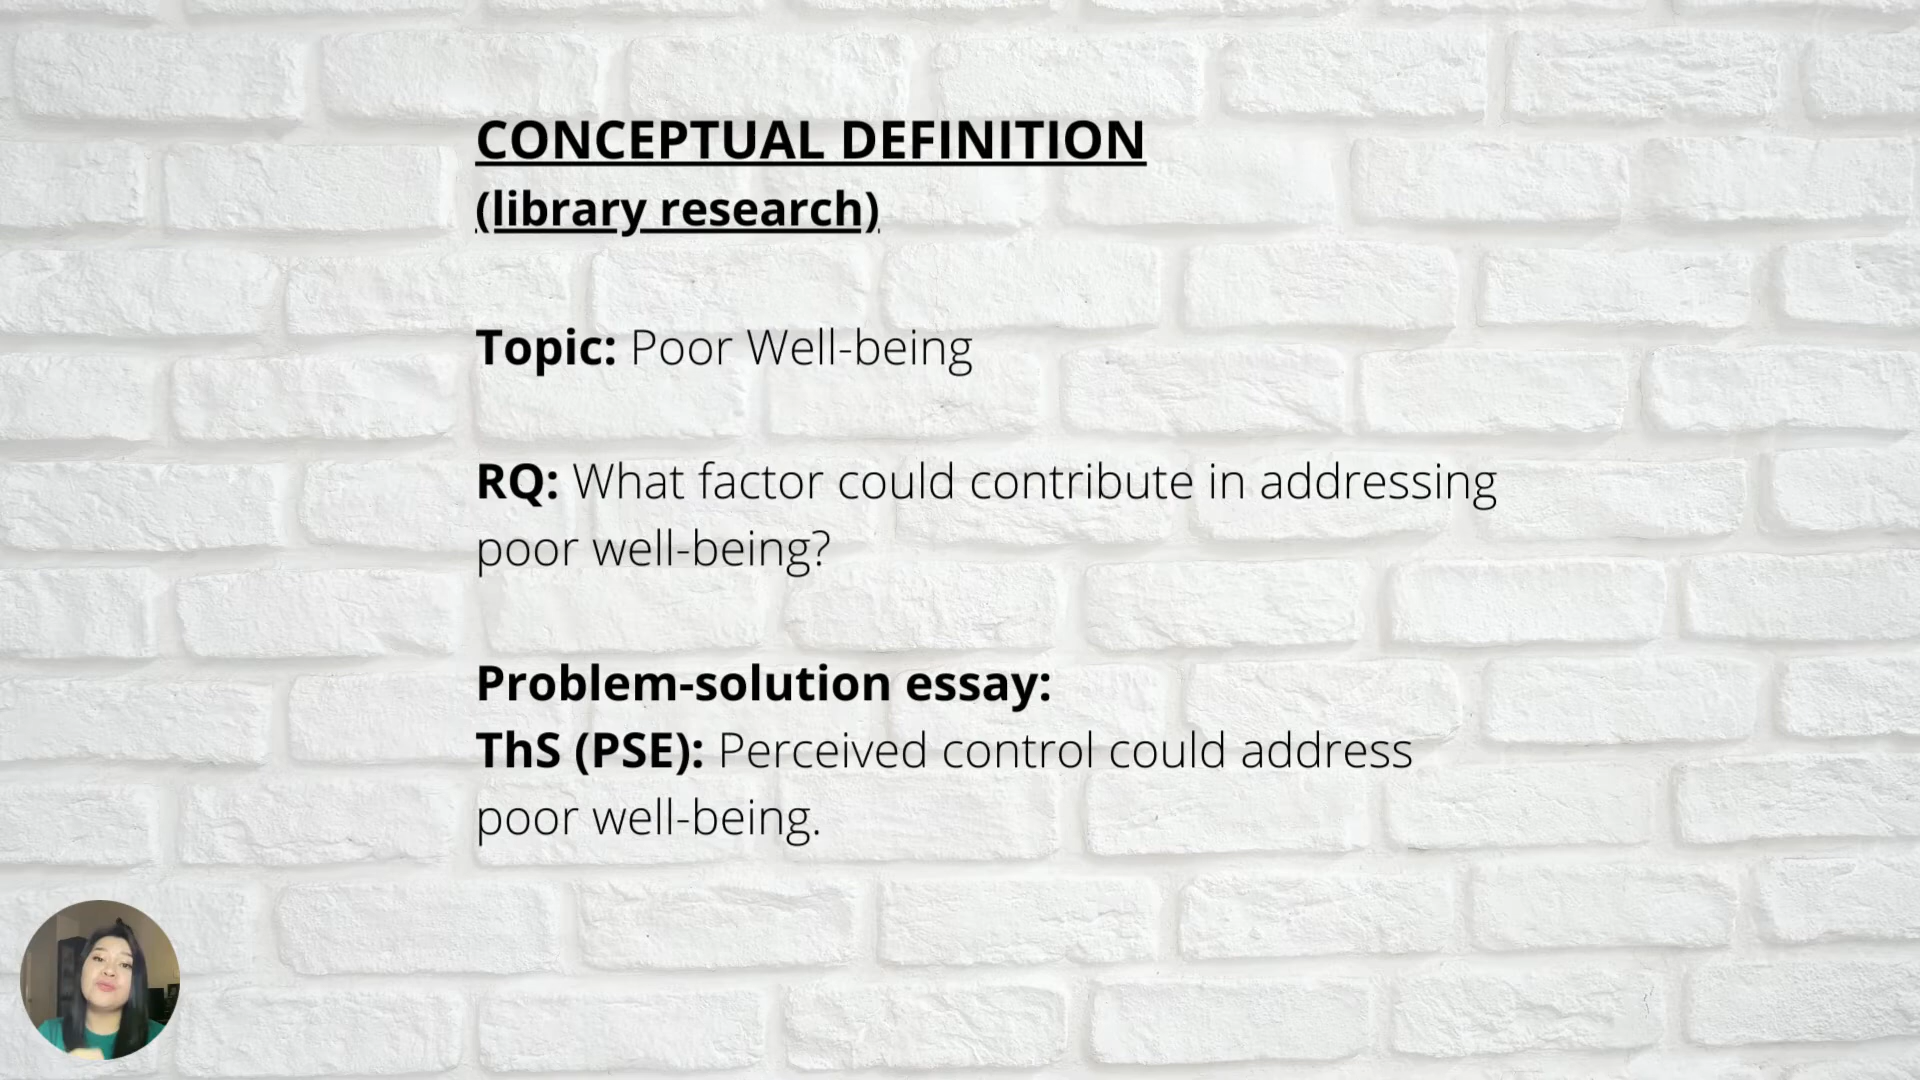 CONCEPTUAL DEFINITION
(library research)
Topic: Poor Well-being
RQ: What factor could contribute in addressing
poor well-being?
Problem-solution essay:
ThS (PSE): Perceived control could address
poor well-being.